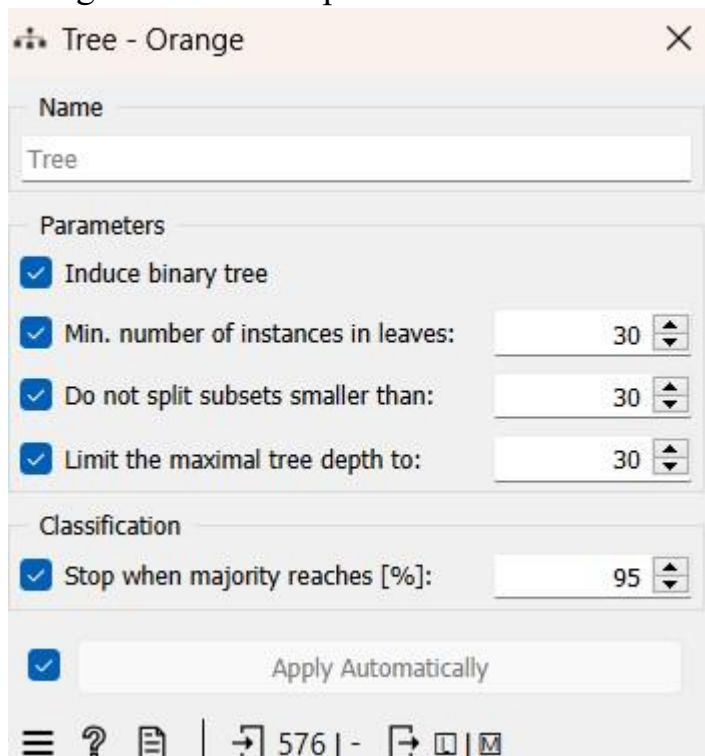 Tree - Orange
Name
Tree
Parameters
Induce binary tree
Min. number of instances in leaves: 30
Do not split subsets smaller than: 30
Limit the maximal tree depth to: 30
Classification
Stop when majority reaches [%]: 95
Apply Automatically
? | 576 | - L | M